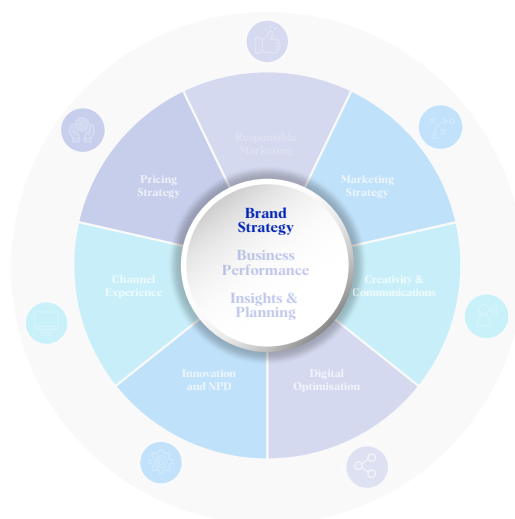 Responsible
Marketing
Pricing
Strategy
Marketing
Strategy
Brand
Strategy
Business
Performance
Insights &
Planning
Channel
Experience
Creativity &
Communications
Innovation
and NPD
Digital
Optimisation